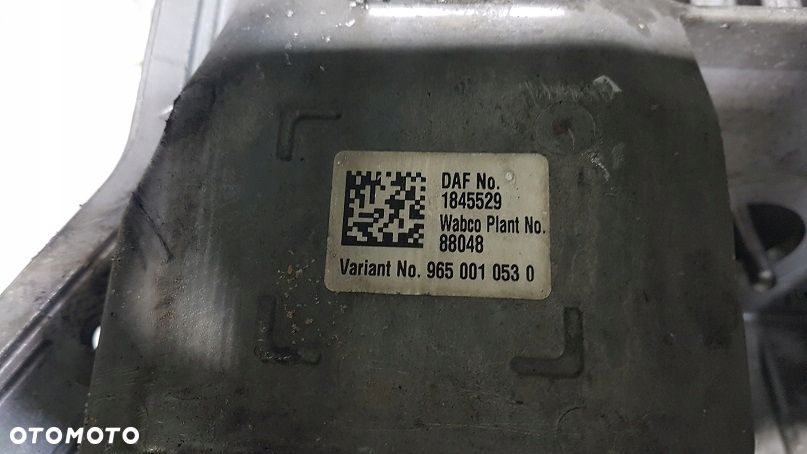 DAF No.
1845529
Wabco Plant No.
88048
Variant No. 965 001 053 0
OTOMOTO